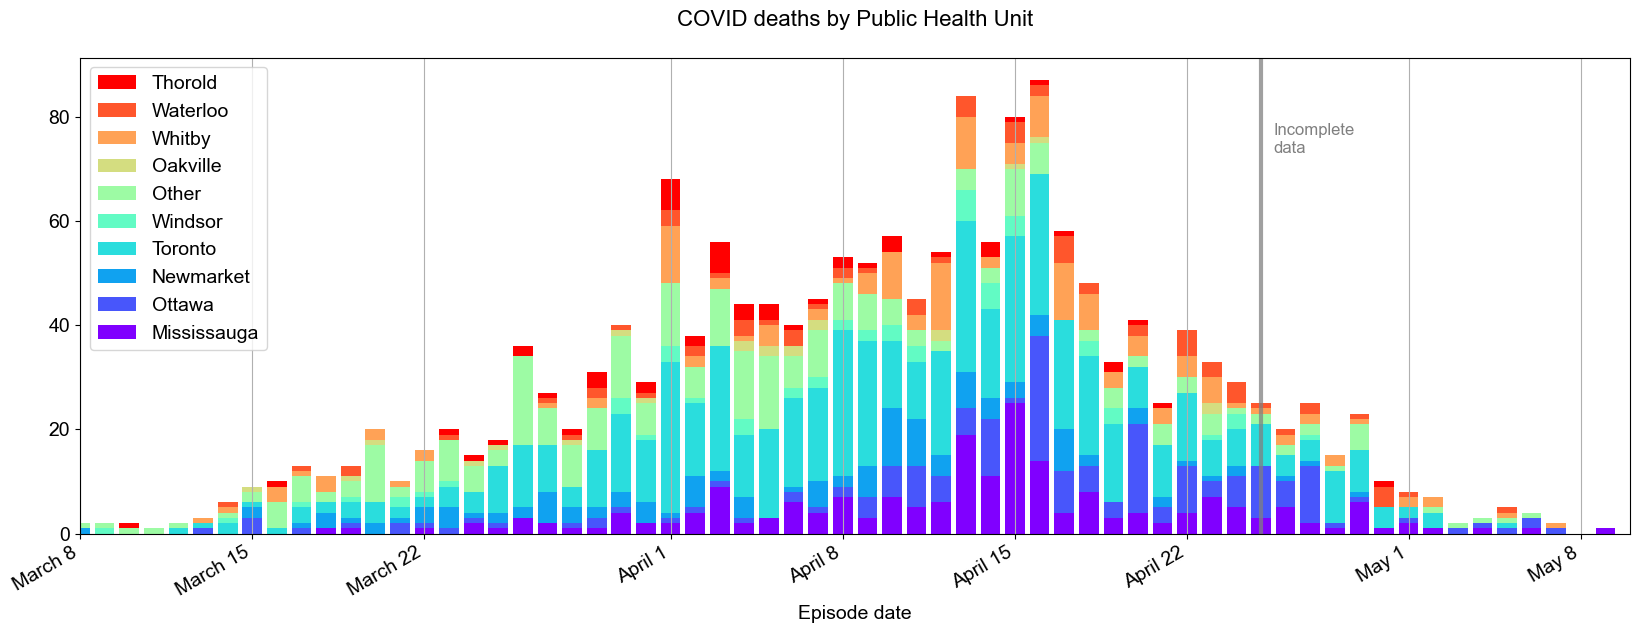 COVID deaths by Public Health Unit
80
60
40
20
0
Thorold
Waterloo
Whitby
Oakville
Other
Windsor
Toronto
Newmarket
Ottawa
Mississauga
Incomplete
data
March 8
March 15
March 22
April 1
April 8
April 15
April 22
May 1
May 8
Episode date